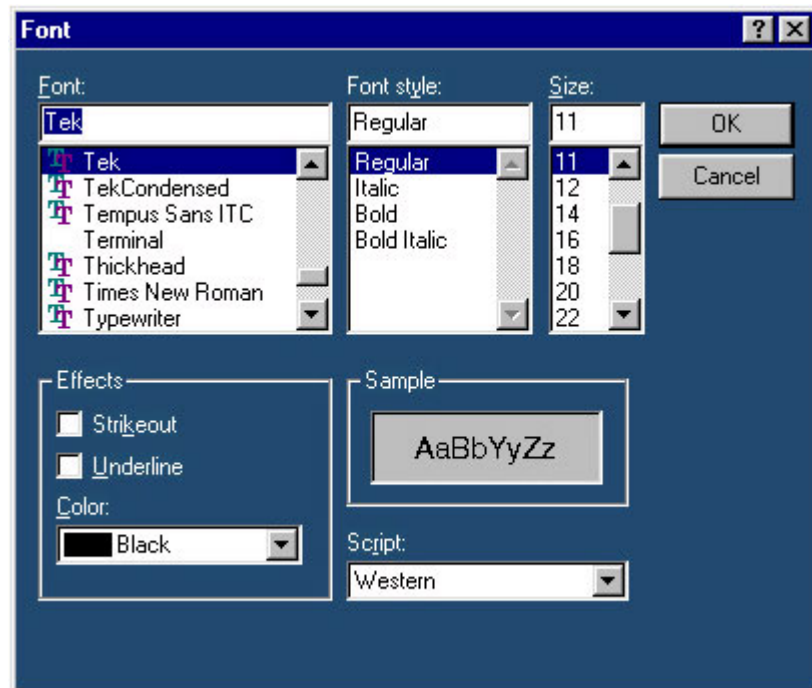 Font
Font:
Tek
Tek
TekCondensed
Tempus Sans ITC
Terminal
Thickhead
Times New Roman
Typewriter
Font style:
Regular
Regular
Italic
Bold
Bold Italic
Size:
11
11
12
14
16
18
20
22
OK
Cancel
Effects
Strikeout
Underline
Color:
Black
Sample
AaBbYyZz
Script:
Western